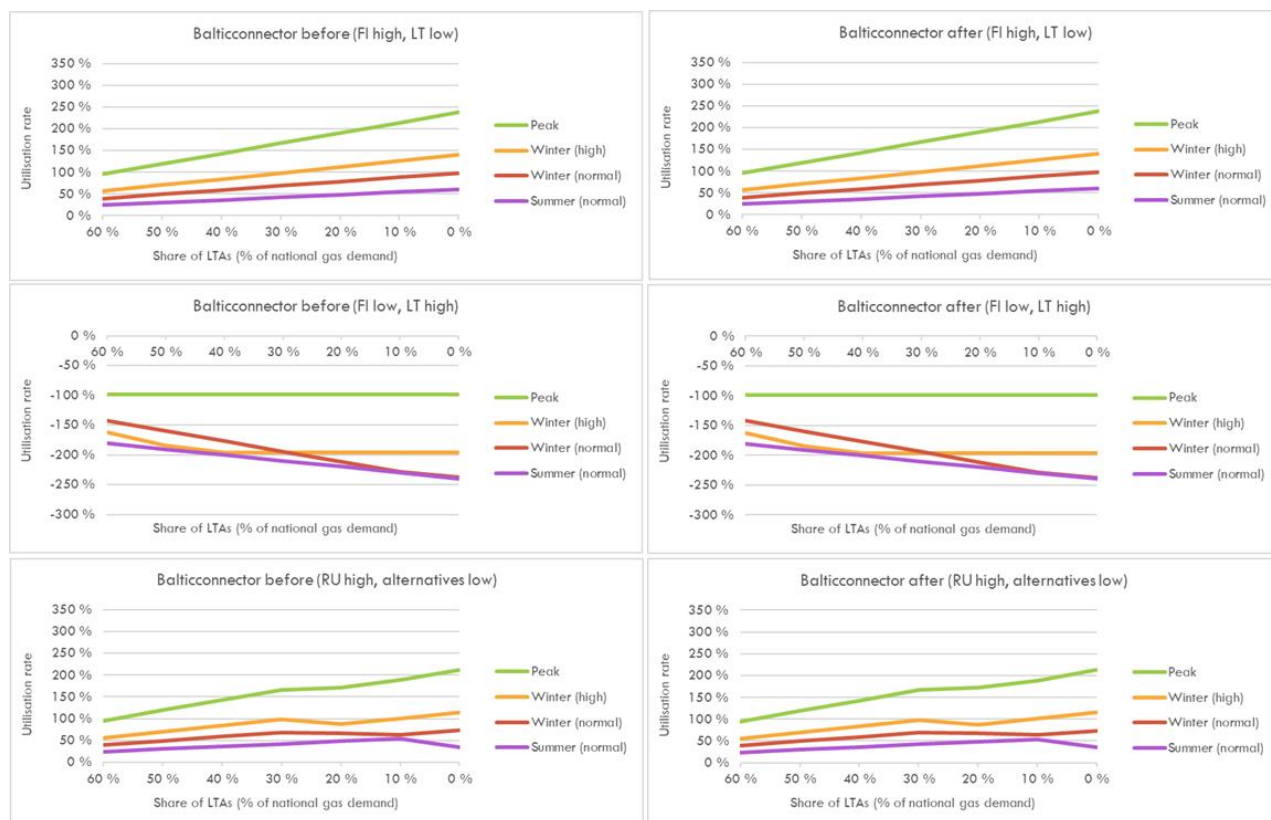 Balticconnector before (FI high, LT low)
350 %
300 %
250 %
200 %
150 %
100 %
50 %
0 %
Utilisation rate
60 % 50 % 40 % 30 % 20 % 10 % 0 %
Share of LTAs (% of national gas demand)
Peak
Winter (high)
Winter (normal)
Summer (normal)
Balticconnector after (FI high, LT low)
350 %
300 %
250 %
200 %
150 %
100 %
50 %
0 %
Utilisation rate
60 % 50 % 40 % 30 % 20 % 10 % 0 %
Share of LTAs (% of national gas demand)
Peak
Winter (high)
Winter (normal)
Summer (normal)
Balticconnector before (FI low, LT high)
0 %
60 % 50 % 40 % 30 % 20 % 10 % 0 %
-50 %
-100 %
-150 %
-200 %
-250 %
-300 %
Utilisation rate
Share of LTAs (% of national gas demand)
Peak
Winter (high)
Winter (normal)
Summer (normal)
Balticconnector after (FI low, LT high)
0 %
60 % 50 % 40 % 30 % 20 % 10 % 0 %
-50 %
-100 %
-150 %
-200 %
-250 %
-300 %
Utilisation rate
Share of LTAs (% of national gas demand)
Peak
Winter (high)
Winter (normal)
Summer (normal)
Balticconnector before (RU high, alternatives low)
350 %
300 %
250 %
200 %
150 %
100 %
50 %
0 %
Utilisation rate
60 % 50 % 40 % 30 % 20 % 10 % 0 %
Share of LTAs (% of national gas demand)
Peak
Winter (high)
Winter (normal)
Summer (normal)
Balticconnector after (RU high, alternatives low)
350 %
300 %
250 %
200 %
150 %
100 %
50 %
0 %
Utilisation rate
60 % 50 % 40 % 30 % 20 % 10 % 0 %
Share of LTAs (% of national gas demand)
Peak
Winter (high)
Winter (normal)
Summer (normal)